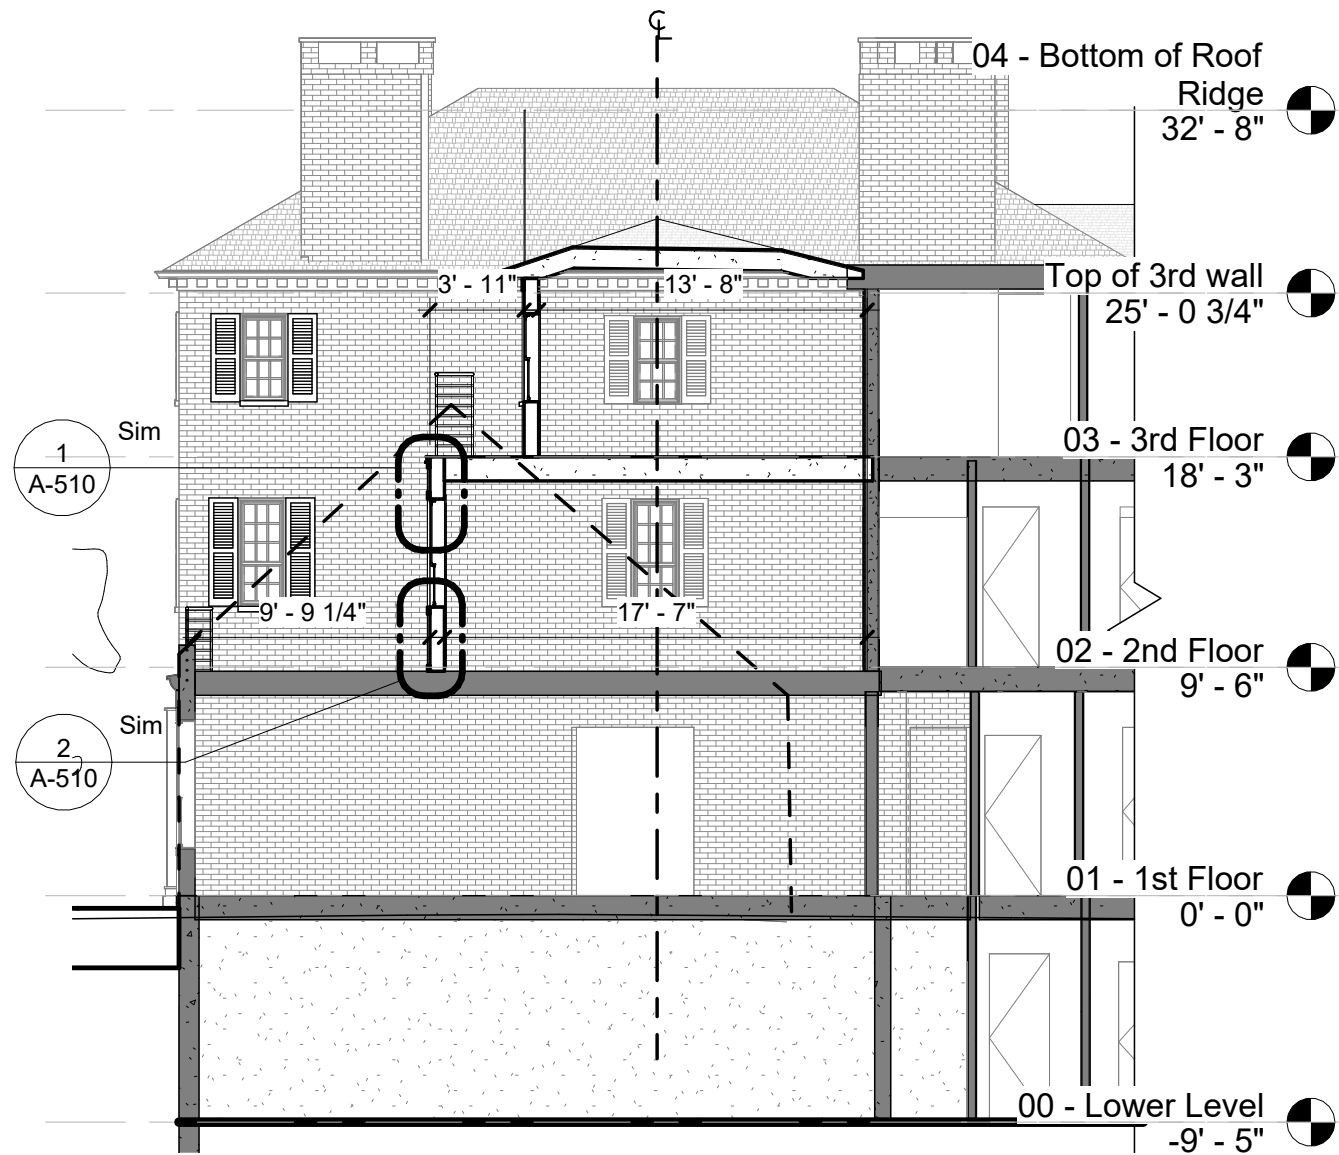 ℄
04 - Bottom of Roof
Ridge
32' - 8"
3' - 11"
13' - 8"
Top of 3rd wall
25' - 0 3/4"
1
A-510
Sim
03 - 3rd Floor
18' - 3"
9' - 9 1/4"
17' - 7"
02 - 2nd Floor
9' - 6"
2
A-510
Sim
01 - 1st Floor
0' - 0"
00 - Lower Level
-9' - 5"